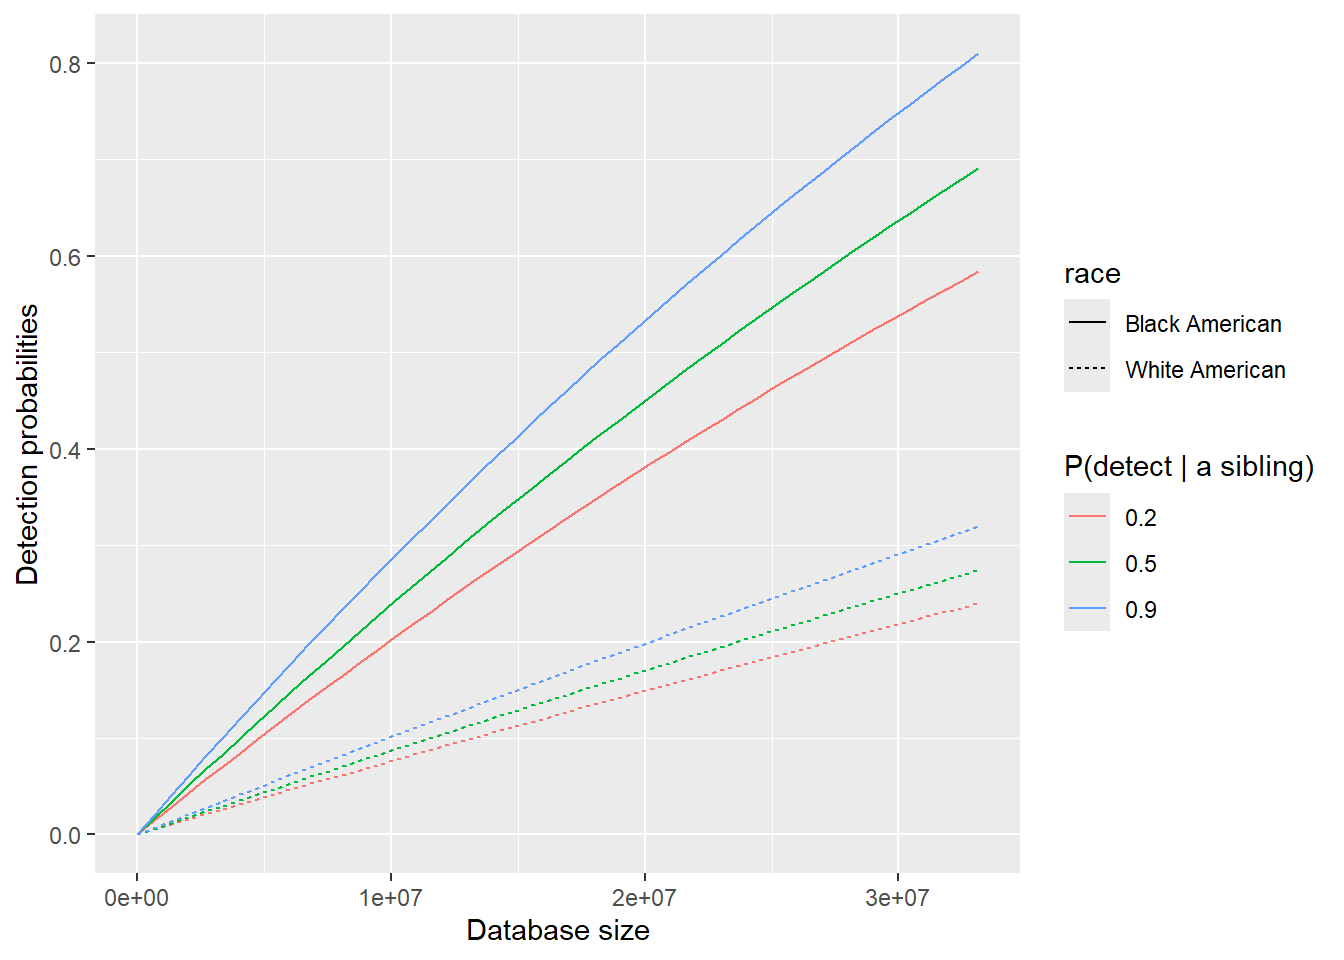 0.8
0.6
0.4
0.2
0.0
Detection probabilities
0e+00 1e+07 2e+07 3e+07
Database size
race
Black American
White American
P(detect | a sibling)
0.2
0.5
0.9